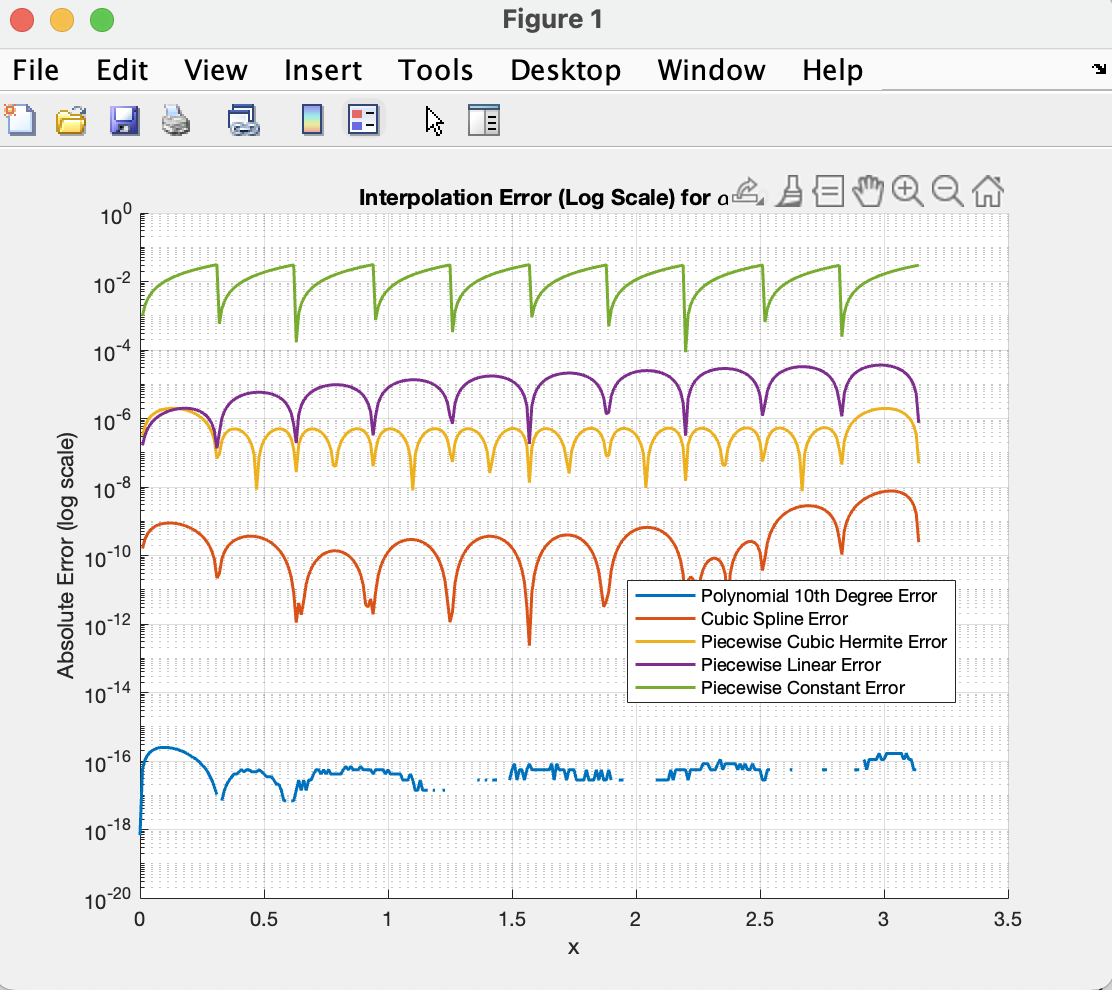 Figure 1
File Edit View Insert Tools Desktop Window Help
Interpolation Error (Log Scale) for α
10^0
10^-2
10^-4
10^-6
10^-8
10^-10
10^-12
10^-14
10^-16
10^-18
10^-20
Absolute Error (log scale)
Polynomial 10th Degree Error
Cubic Spline Error
Piecewise Cubic Hermite Error
Piecewise Linear Error
Piecewise Constant Error
0 0.5 1 1.5 2 2.5 3 3.5
x